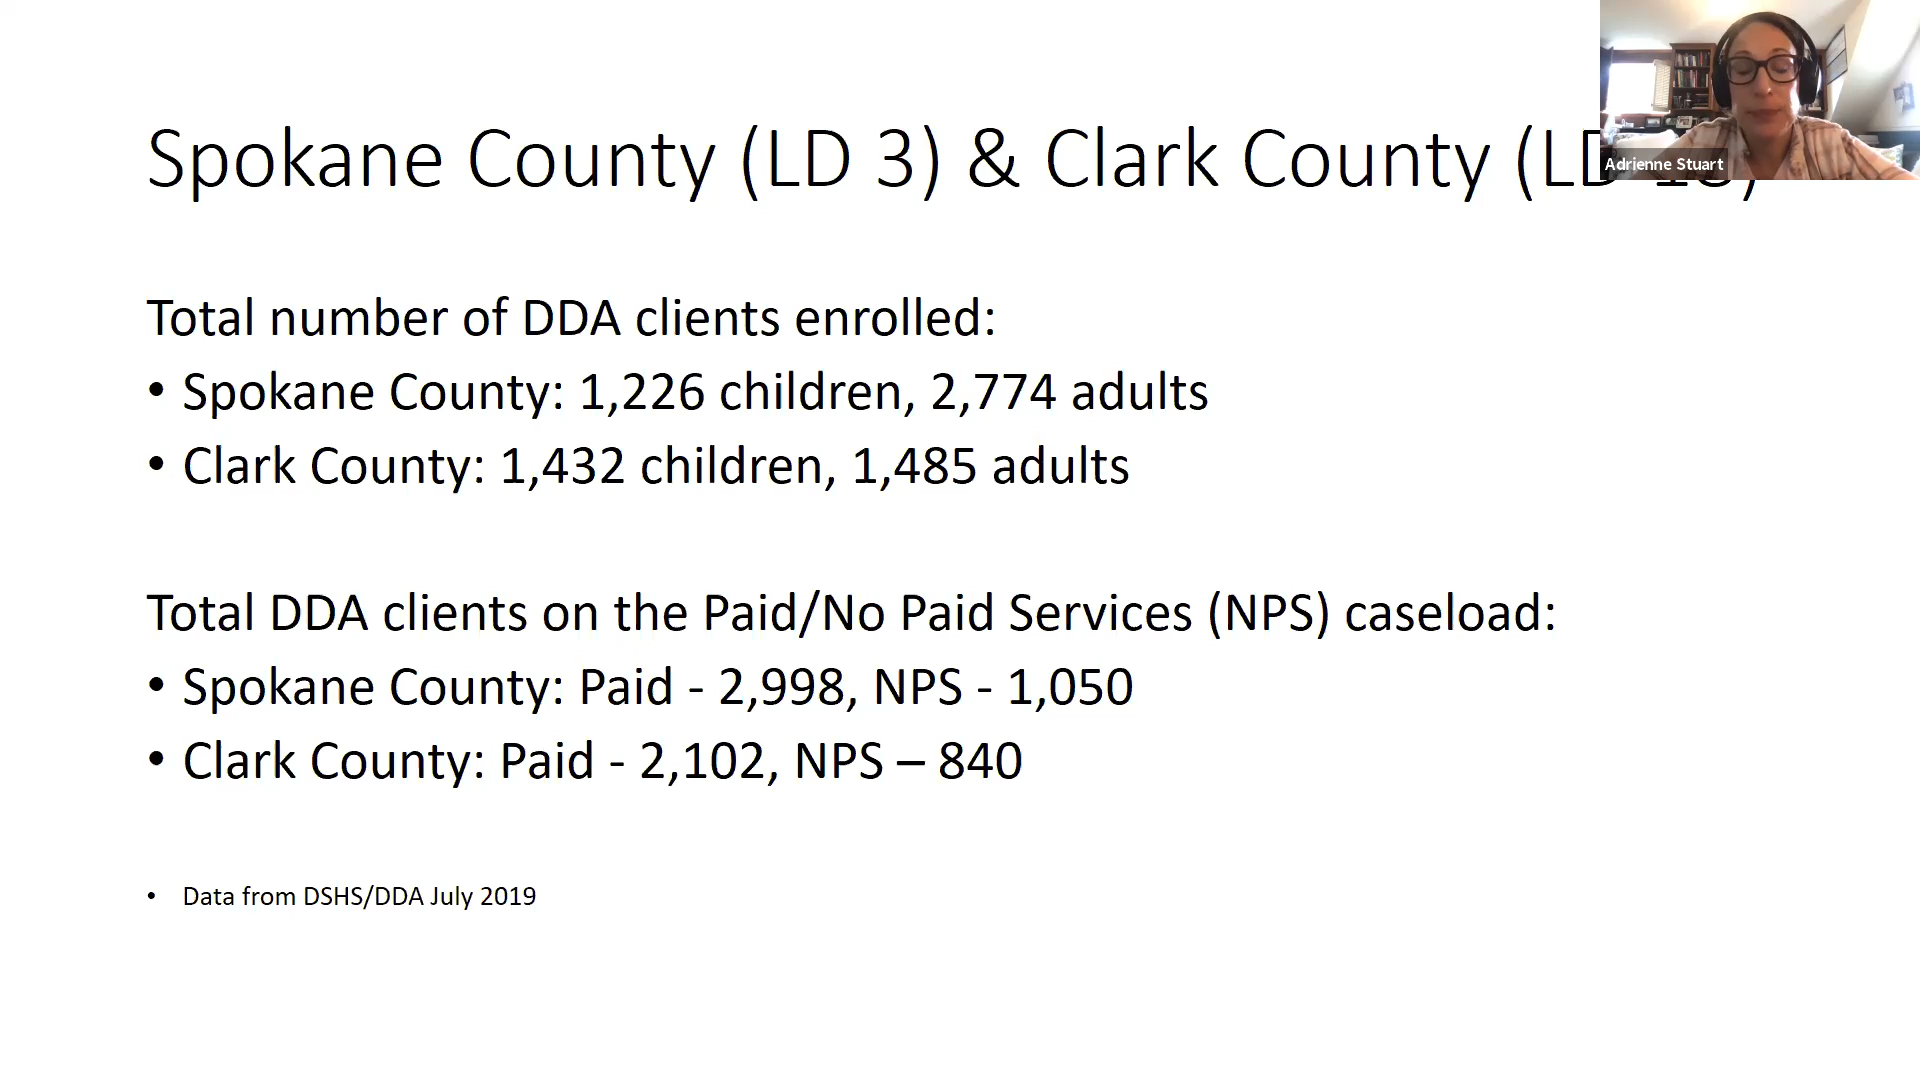 Spokane County (LD 3) & Clark County (LD
Adrienne Stuart
Total number of DDA clients enrolled:
• Spokane County: 1,226 children, 2,774 adults
• Clark County: 1,432 children, 1,485 adults
Total DDA clients on the Paid/No Paid Services (NPS) caseload:
• Spokane County: Paid - 2,998, NPS - 1,050
• Clark County: Paid - 2,102, NPS – 840
• Data from DSHS/DDA July 2019